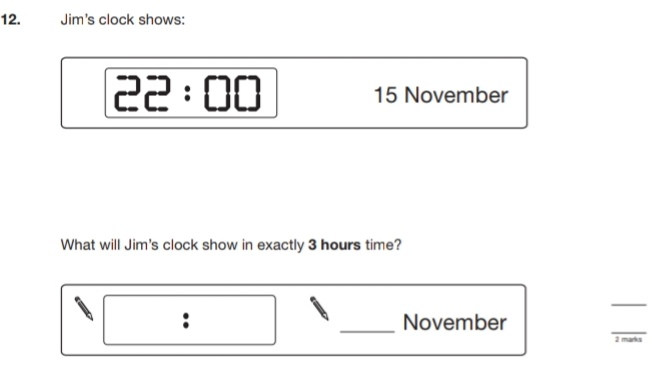 12. Jim's clock shows:
22:00 15 November
What will Jim's clock show in exactly 3 hours time?
: ____ November
2 marks